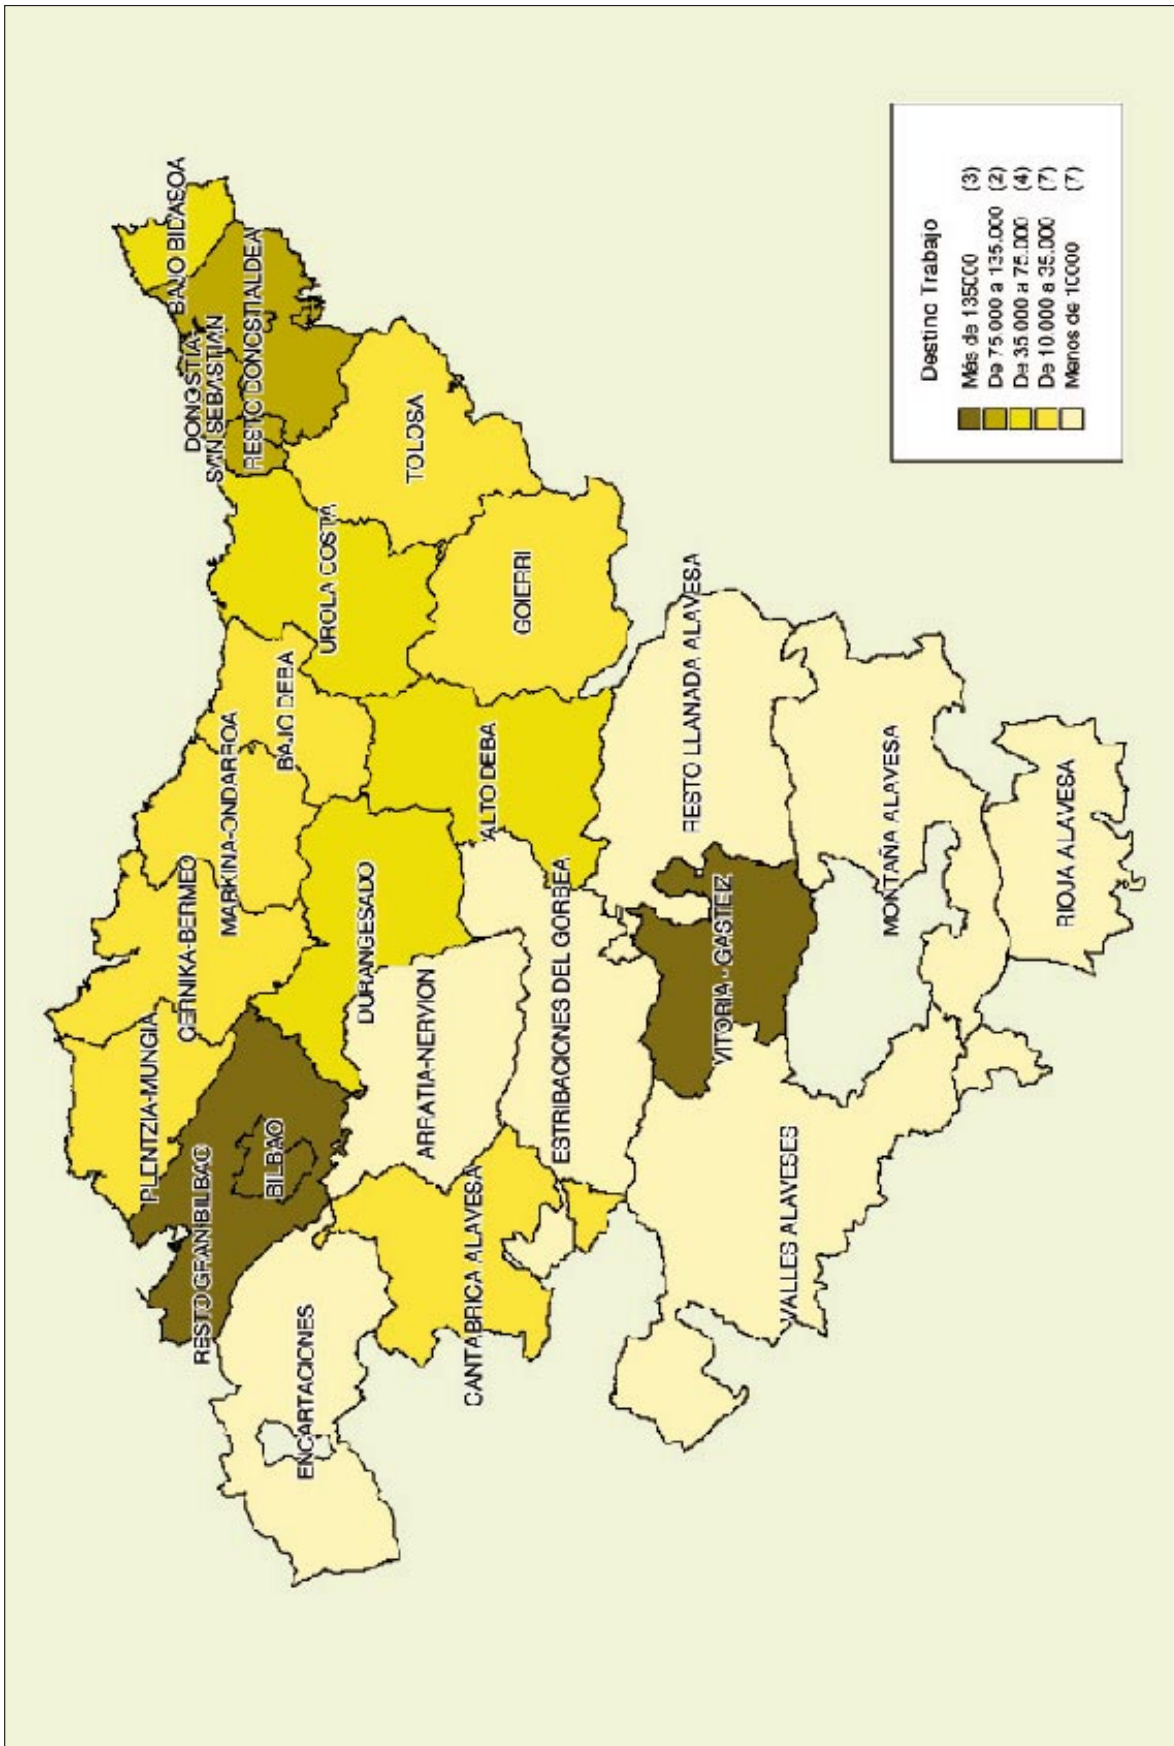 BAJO BIDASOA
DONOSTIA-
SAN SEBASTIAN
RESTO DONOSTIALDEA
TOLOSA
UROLA COSTA
GOIERRI
BAJO DEBA
MARKINA-ONDARROA
GERNIKA-BERMEO
PLENTZIA-MUNGIA
RESTO GRAN BILBAO
BILBAO
DURANGESADO
ALTO DEBA
ARRATIA-NERVION
ENCARTACIONES
CANTABRICA ALAVESA
ESTRIBACIONES DEL GORBEA
RESTO LLANADA ALAVESA
VITORIA - GASTEIZ
VALLES ALAVESES
MONTAÑA ALAVESA
RIOJA ALAVESA
Destino Trabajo
Más de 135000 (3)
De 75.000 a 135.000 (2)
De 35.000 a 75.000 (4)
De 10.000 a 35.000 (7)
Menos de 10000 (7)